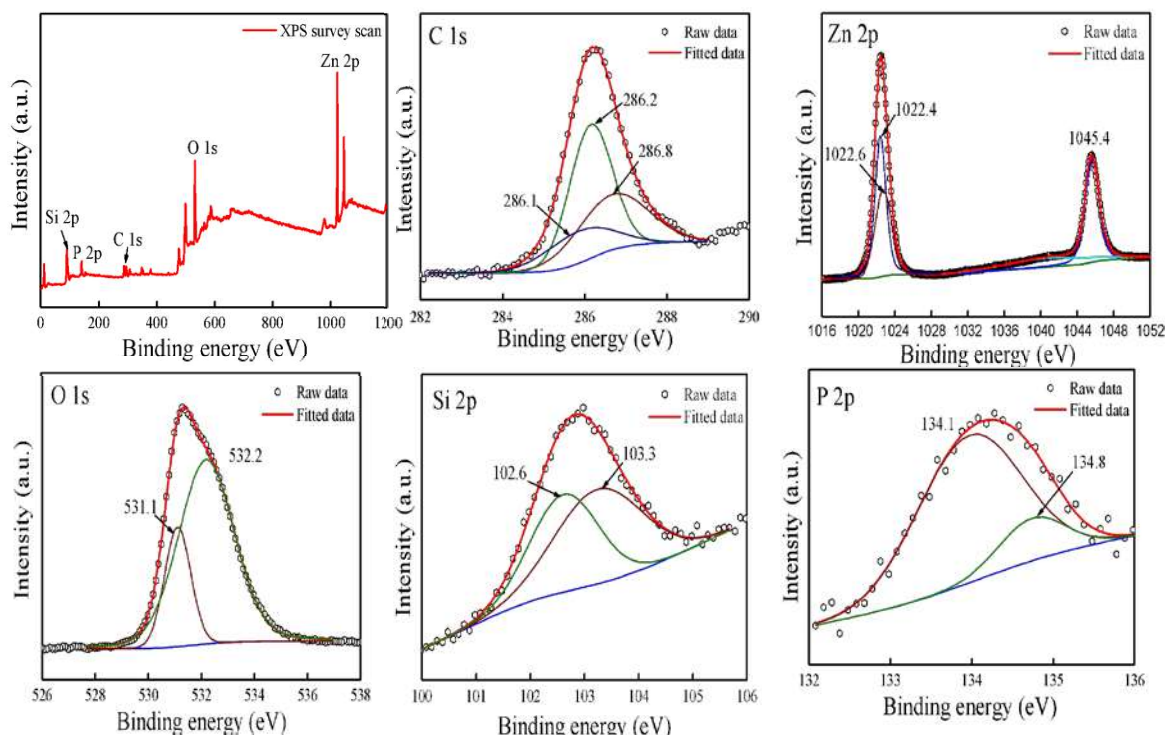 XPS survey scan
Zn 2p
O 1s
Si 2p
P 2p
C 1s
Intensity (a.u.)
0 200 400 600 800 1000 1200
Binding energy (eV)
C 1s
Raw data
Fitted data
286.2
286.8
286.1
Intensity (a.u.)
282 284 286 288 290
Binding energy (eV)
Zn 2p
Raw data
Fitted data
1022.4
1022.6
1045.4
Intensity (a.u.)
1016 1020 1024 1028 1032 1036 1040 1044 1048 1052
Binding energy (eV)
O 1s
Raw data
Fitted data
532.2
531.1
Intensity (a.u.)
526 528 530 532 534 536 538
Binding energy (eV)
Si 2p
Raw data
Fitted data
102.6
103.3
Intensity (a.u.)
100 101 102 103 104 105 106
Binding energy (eV)
P 2p
Raw data
Fitted data
134.1
134.8
Intensity (a.u.)
132 133 134 135 136
Binding energy (eV)